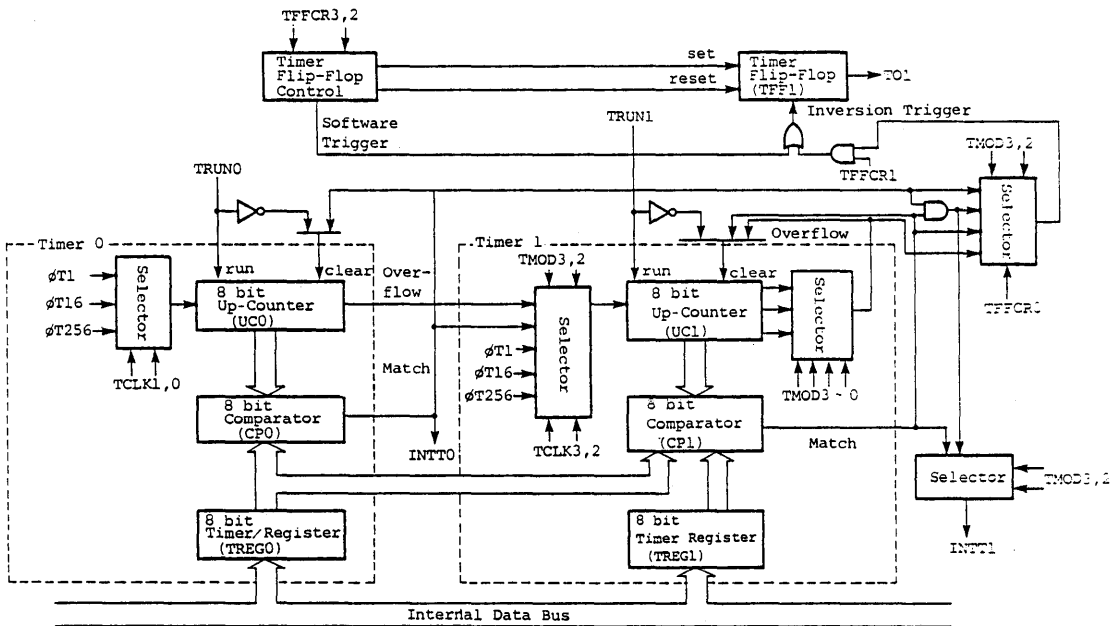 TFFCR3,2
Timer
Flip-Flop
Control
set
reset
Timer
Flip-Flop
(TFF1)
TO1
Inversion Trigger
Software
Trigger
TRUN1
TFFCR1
TMOD3,2
Selector
TFFCR0
TRUN0
Timer 0
run
clear
Over-
flow
øT1
øT16
øT256
Selector
TCLK1,0
8 bit
Up-Counter
(UC0)
8 bit
Comparator
(CP0)
Match
INTT0
8 bit
Timer/Register
(TREG0)
Timer 1
TMOD3,2
run
clear
Overflow
øT1
øT16
øT256
Selector
TCLK3,2
8 bit
Up-Counter
(UC1)
Selector
TMOD3~0
8 bit
Comparator
(CP1)
Match
8 bit
Timer Register
(TREG1)
Selector
TMOD3,2
INTT1
Internal Data Bus